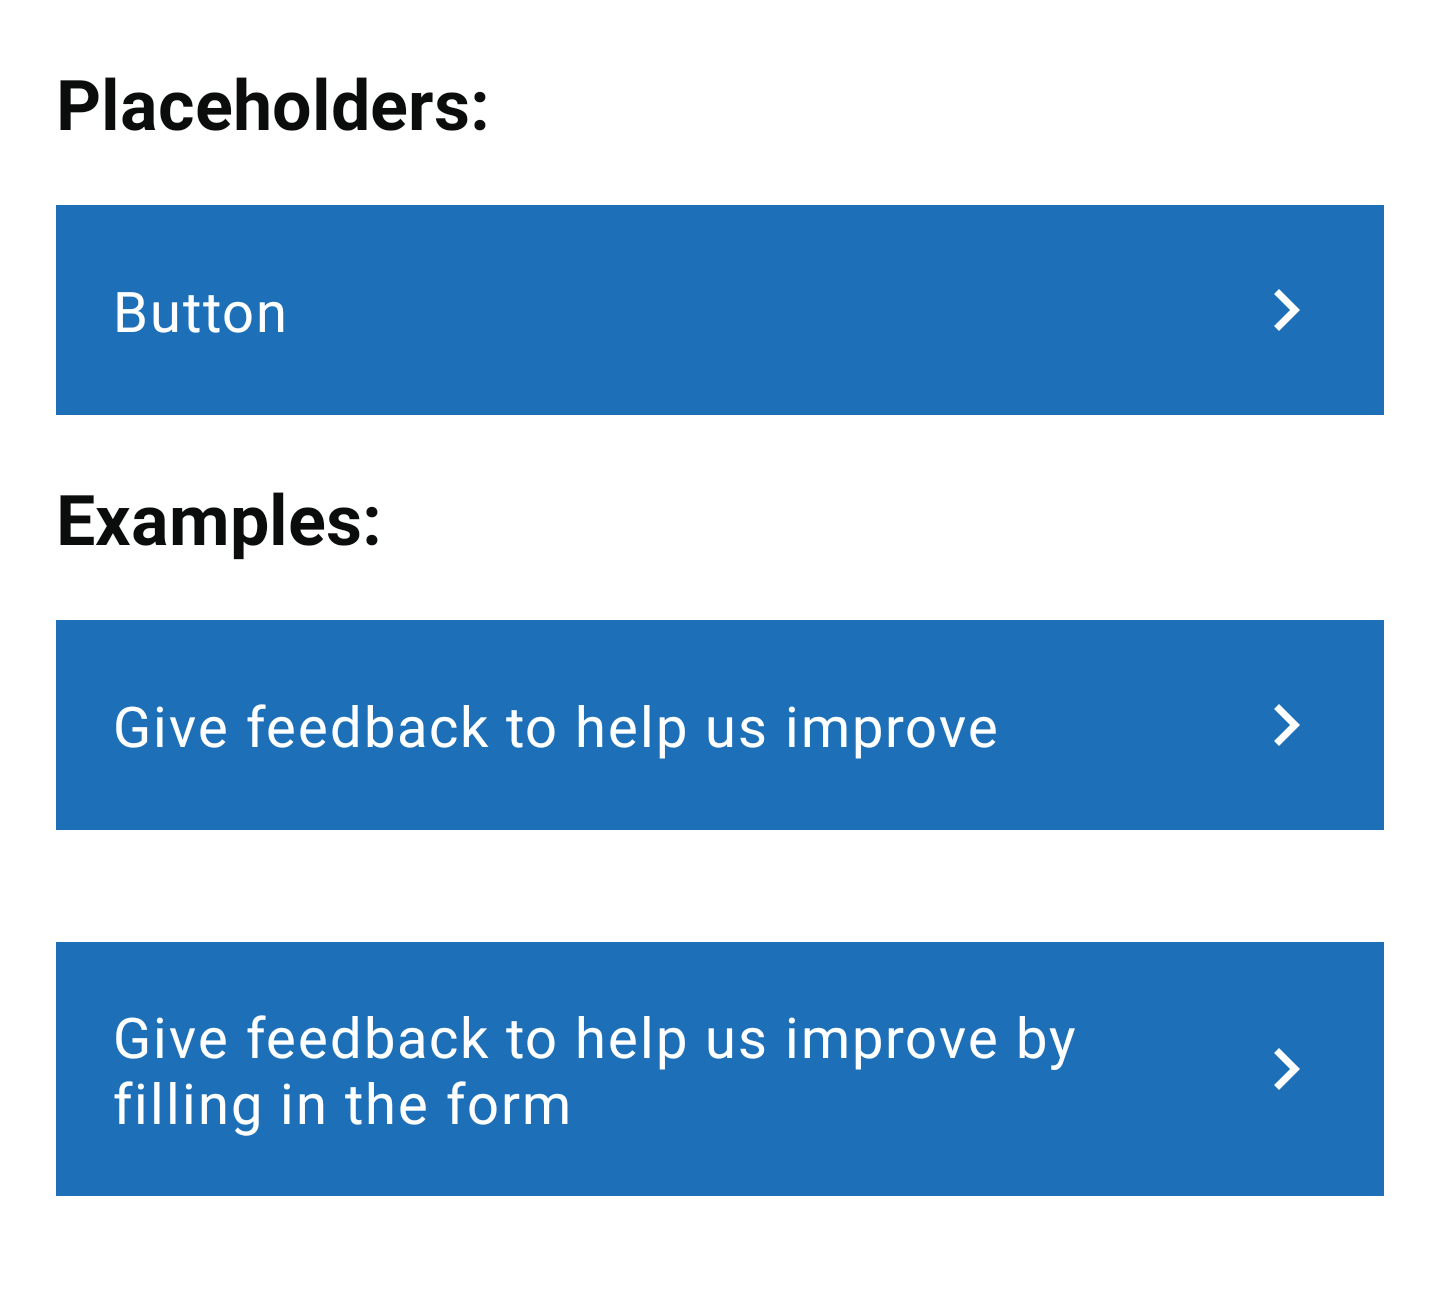 Placeholders:
Button
Examples:
Give feedback to help us improve
Give feedback to help us improve by
filling in the form